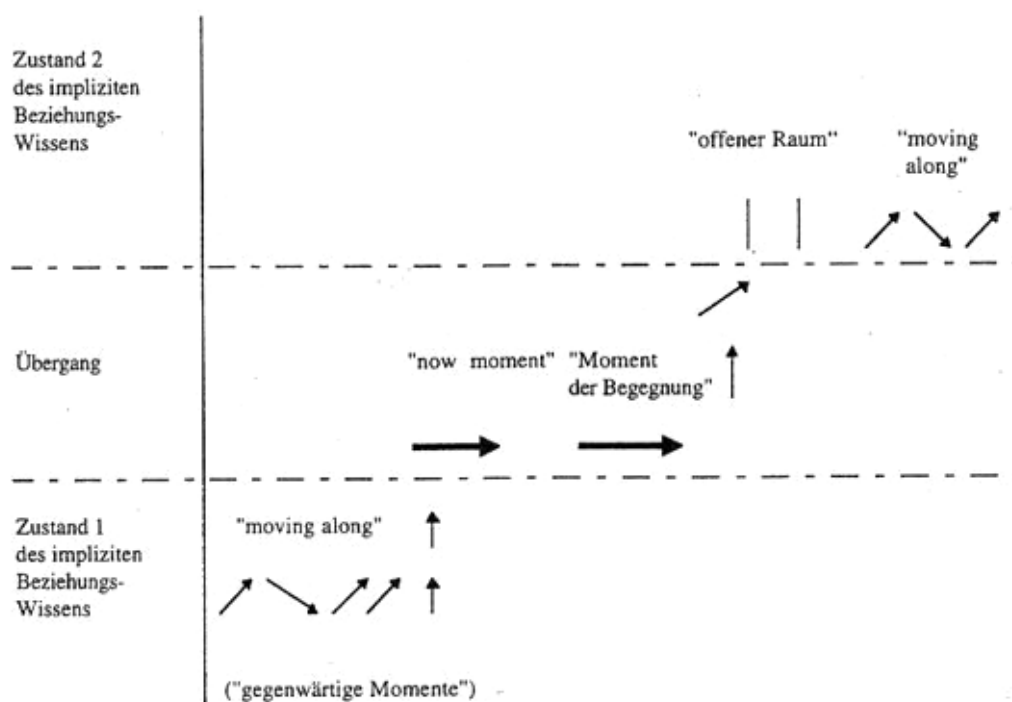 Zustand 2
des impliziten
Beziehungs-
Wissens
"offener Raum"
"moving
along"
Übergang
"now moment"
"Moment
der Begegnung"
Zustand 1
des impliziten
Beziehungs-
Wissens
"moving along"
("gegenwärtige Momente")